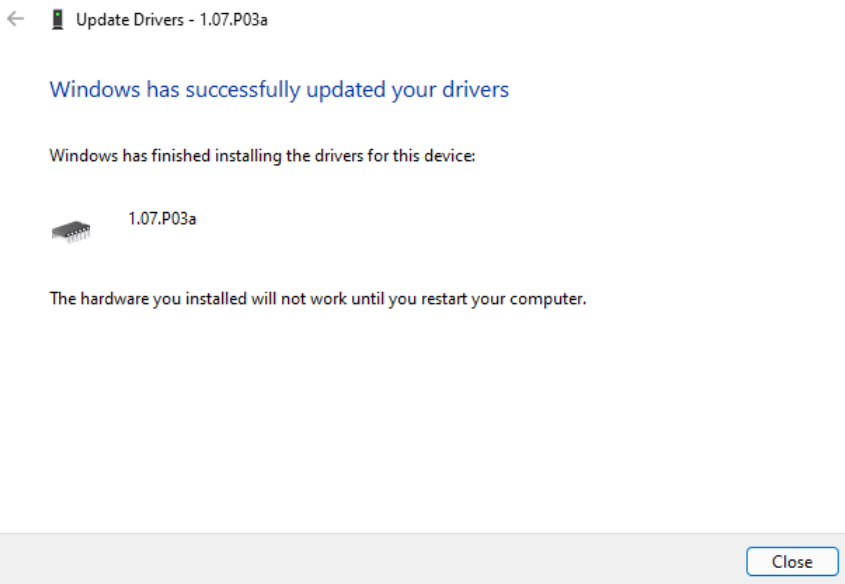 Update Drivers - 1.07.P03a
Windows has successfully updated your drivers
Windows has finished installing the drivers for this device:
1.07.P03a
The hardware you installed will not work until you restart your computer.
Close